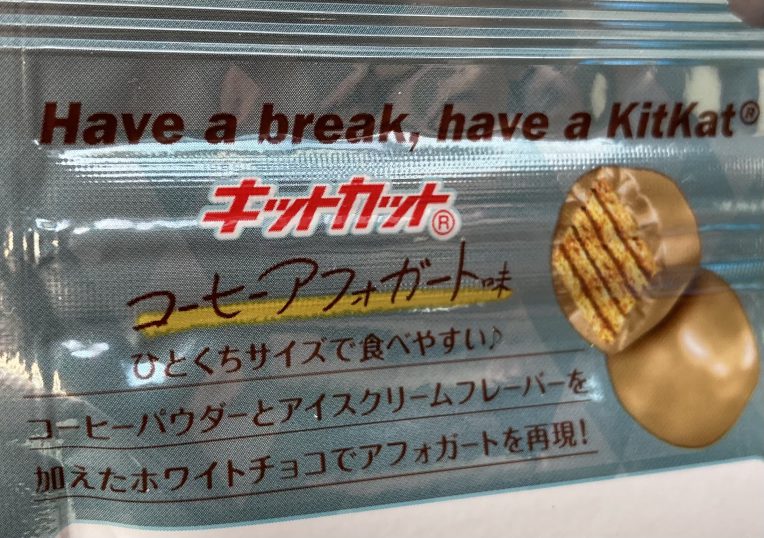 Have a break, have a KitKat®
キットカット®
コーヒーアフォガート味
ひとくちサイズで食べやすい♪
コーヒーパウダーとアイスクリームフレーバーを
加えたホワイトチョコでアフォガートを再現!